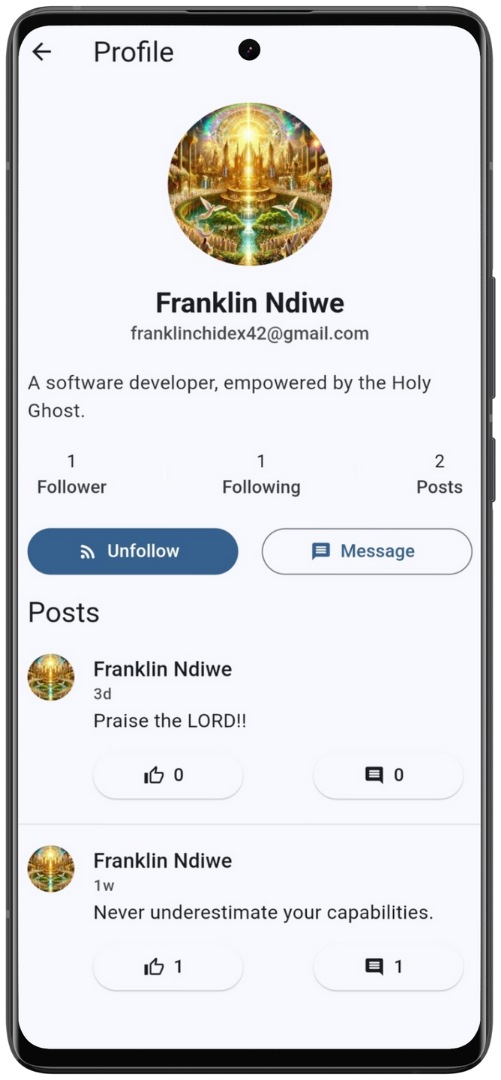 Profile
Franklin Ndiwe
franklinchidex42@gmail.com
A software developer, empowered by the Holy
Ghost.
1 1 2
Follower Following Posts
Unfollow Message
Posts
Franklin Ndiwe
3d
Praise the LORD!!
0 0
Franklin Ndiwe
1w
Never underestimate your capabilities.
1 1